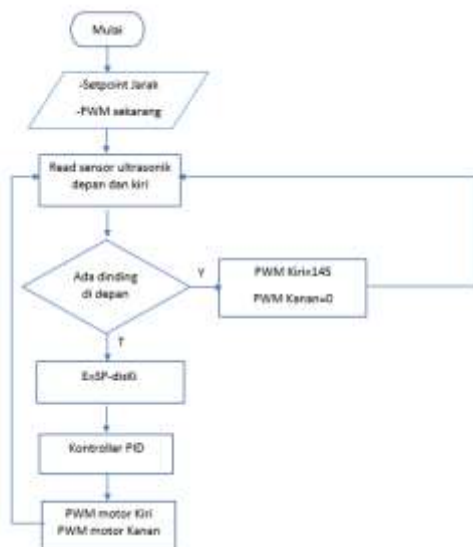 Mulai
-Setpoint Jarak
-PWM sekarang
Read sensor ultrasonik
depan dan kiri
Ada dinding
di depan
Y
PWM Kiri=145
PWM Kanan=0
T
E=SP-disKi
Kontroller PID
PWM motor Kiri
PWM motor Kanan